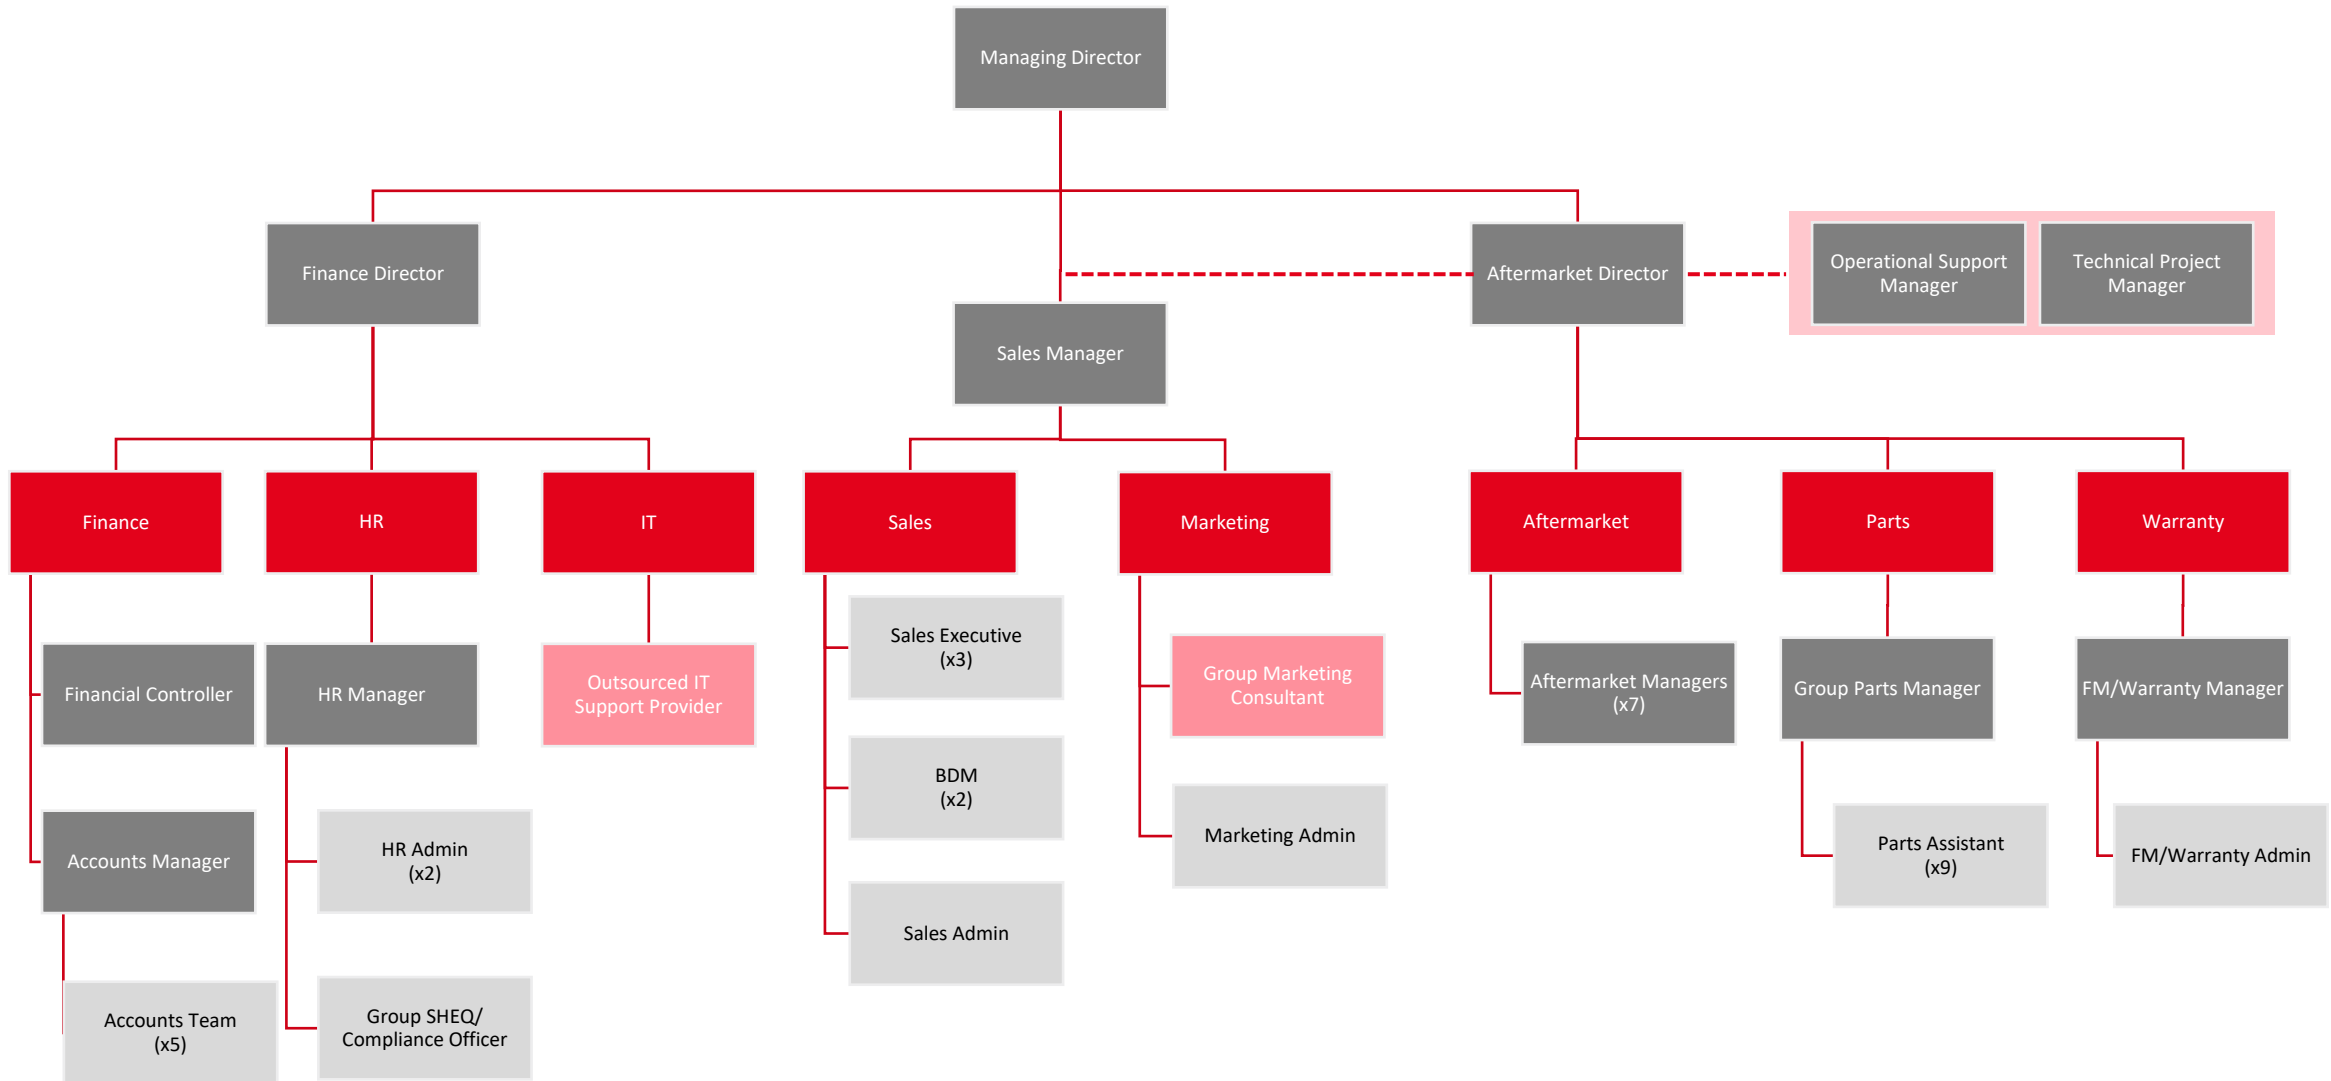 Managing Director
Finance Director
Aftermarket Director
Operational Support
Manager
Technical Project
Manager
Sales Manager
Finance
HR
IT
Sales
Marketing
Aftermarket
Parts
Warranty
Financial Controller
HR Manager
Outsourced IT
Support Provider
Sales Executive
(x3)
Group Marketing
Consultant
Aftermarket Managers
(x7)
Group Parts Manager
FM/Warranty Manager
BDM
(x2)
Accounts Manager
HR Admin
(x2)
Marketing Admin
Parts Assistant
(x9)
FM/Warranty Admin
Sales Admin
Accounts Team
(x5)
Group SHEQ/
Compliance Officer